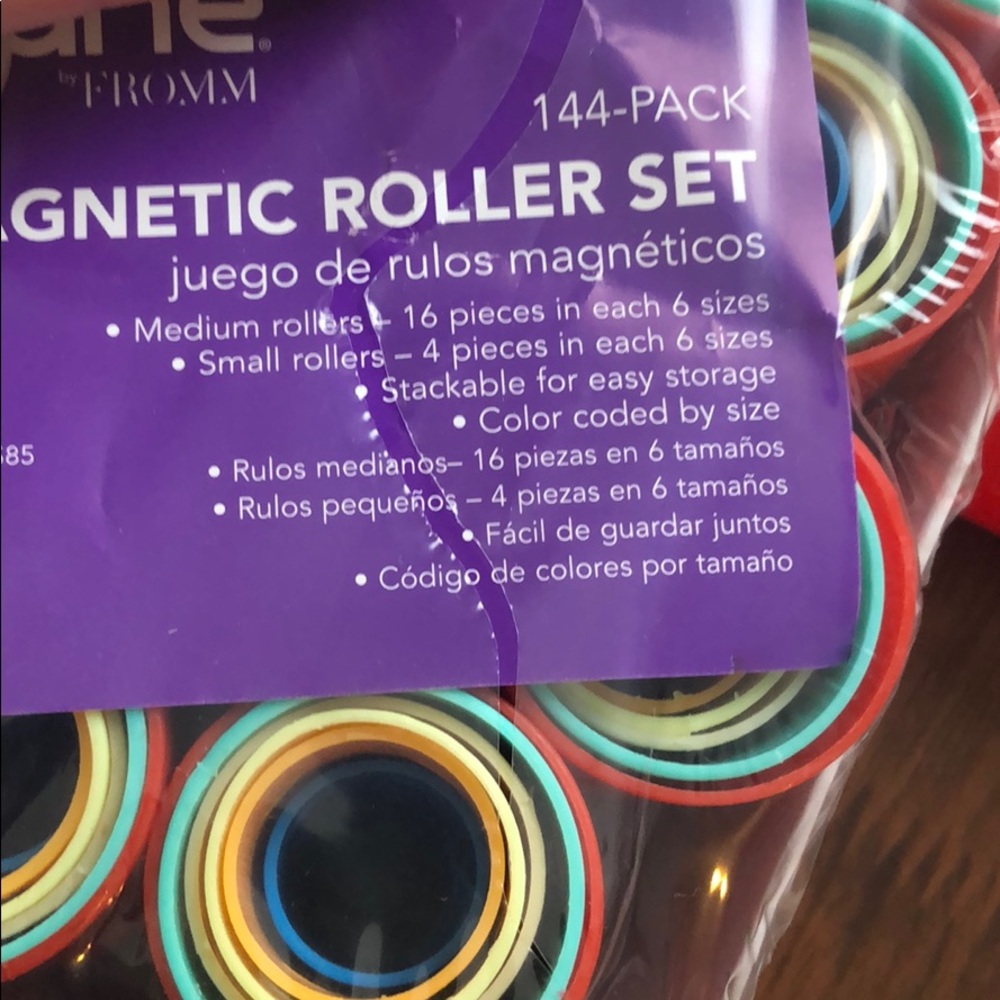 ane®
by FROMM
144-PACK
AGNETIC ROLLER SET
juego de rulos magnéticos
• Medium rollers – 16 pieces in each 6 sizes
• Small rollers – 4 pieces in each 6 sizes
• Stackable for easy storage
• Color coded by size
85
• Rulos medianos– 16 piezas en 6 tamaños
• Rulos pequeños – 4 piezas en 6 tamaños
• Fácil de guardar juntos
• Código de colores por tamaño